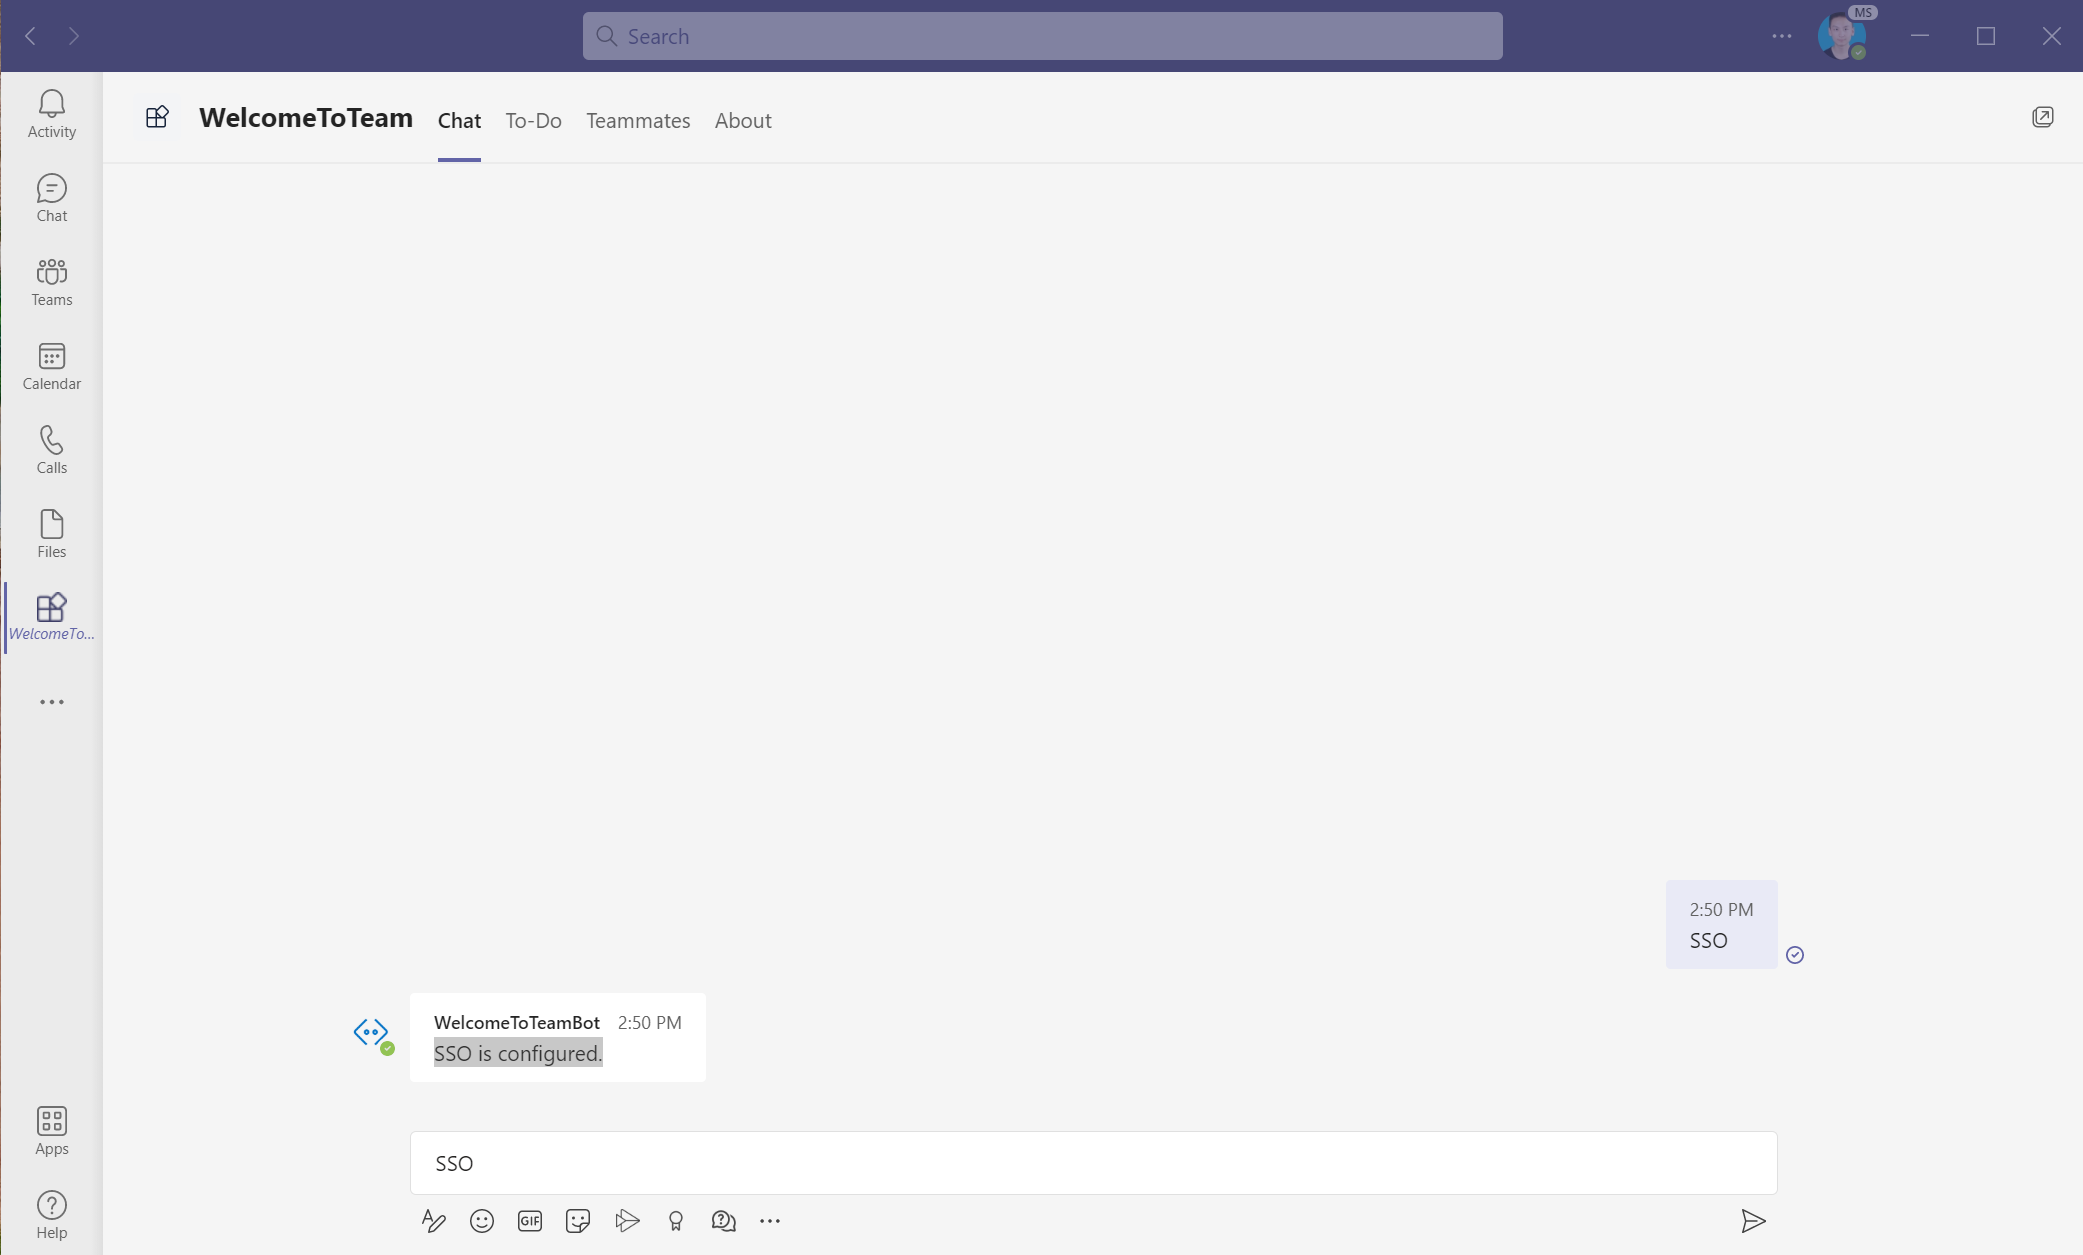 Search
MS
Activity
Chat
Teams
Calendar
Calls
Files
WelcomeTo...
Apps
Help
WelcomeToTeam
Chat
To-Do
Teammates
About
2:50 PM
SSO
WelcomeToTeamBot 2:50 PM
SSO is configured.
SSO
GIF